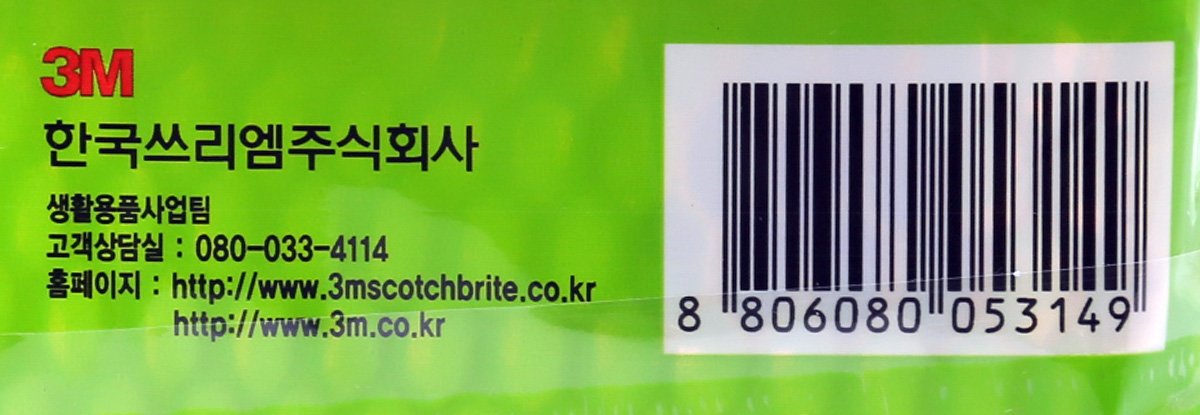 3M
한국쓰리엠주식회사
생활용품사업팀
고객상담실 : 080-033-4114
홈페이지 : http://www.3mscotchbrite.co.kr
http://www.3m.co.kr
8 806080 053149